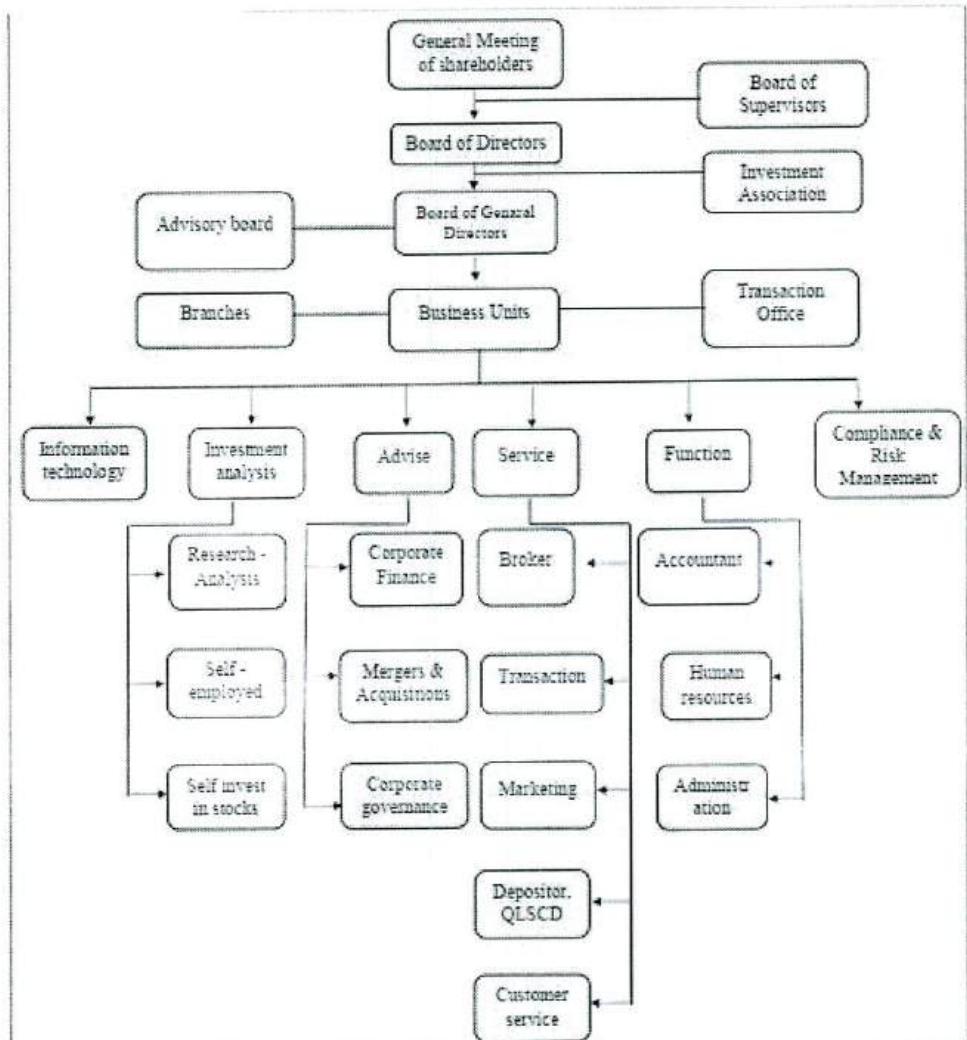 General Meeting
of shareholders
Board of
Supervisors
Board of Directors
Investment
Association
Advisory board
Board of General
Directors
Branches
Business Units
Transaction
Office
Information
technology
Investment
analysis
Advise
Service
Function
Compliance &
Risk
Management
Research -
Analysis
Corporate
Finance
Broker
Accountant
Self -
employed
Mergers &
Acquisitions
Transaction
Human
resources
Self invest
in stocks
Corporate
governance
Marketing
Administr
ation
Depositor,
QLSCD
Customer
service